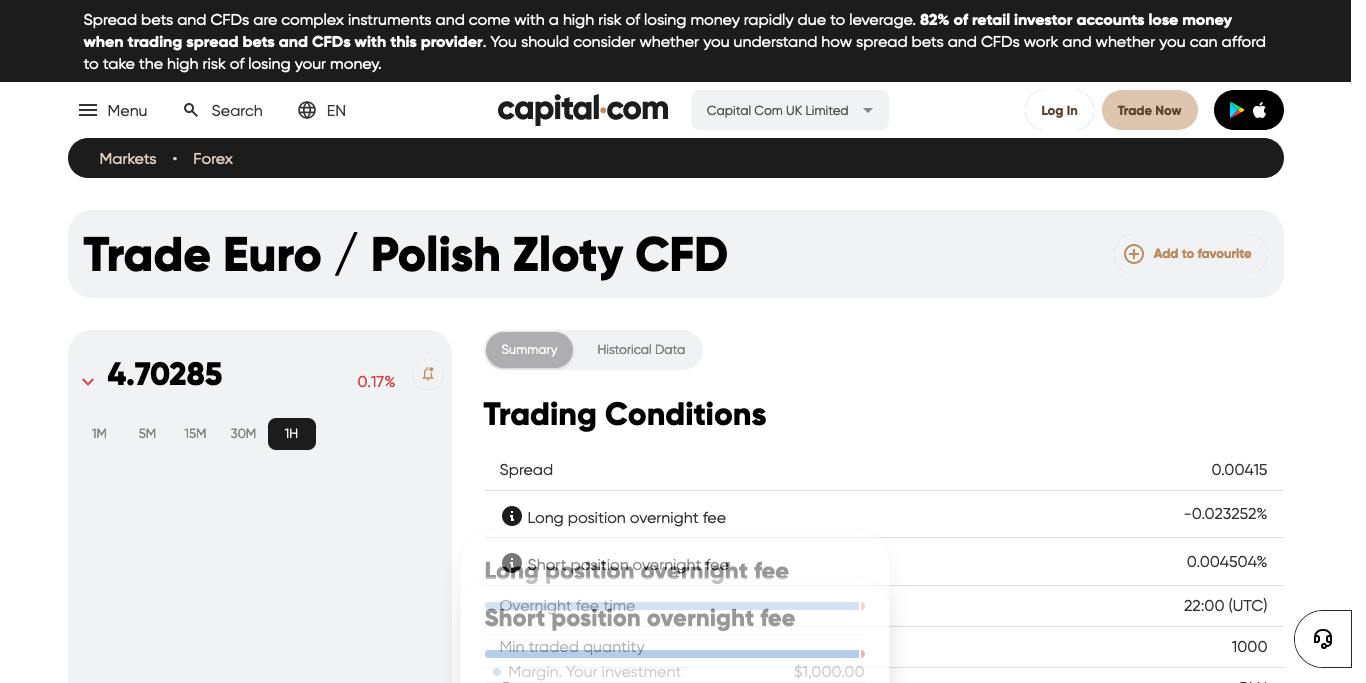 Spread bets and CFDs are complex instruments and come with a high risk of losing money rapidly due to leverage. 82% of retail investor accounts lose money
when trading spread bets and CFDs with this provider. You should consider whether you understand how spread bets and CFDs work and whether you can afford
to take the high risk of losing your money.
Menu Search EN capital.com Capital Com UK Limited Log In Trade Now
Markets • Forex
Trade Euro / Polish Zloty CFD Add to favourite
4.70285 0.17%
1M 5M 15M 30M 1H
Summary Historical Data
Trading Conditions
Spread 0.00415
Long position overnight fee -0.023252%
Short position overnight fee 0.004504%
Long position overnight fee
Overnight fee time 22:00 (UTC)
Short position overnight fee
Min traded quantity 1000
Margin. Your investment $1,000.00